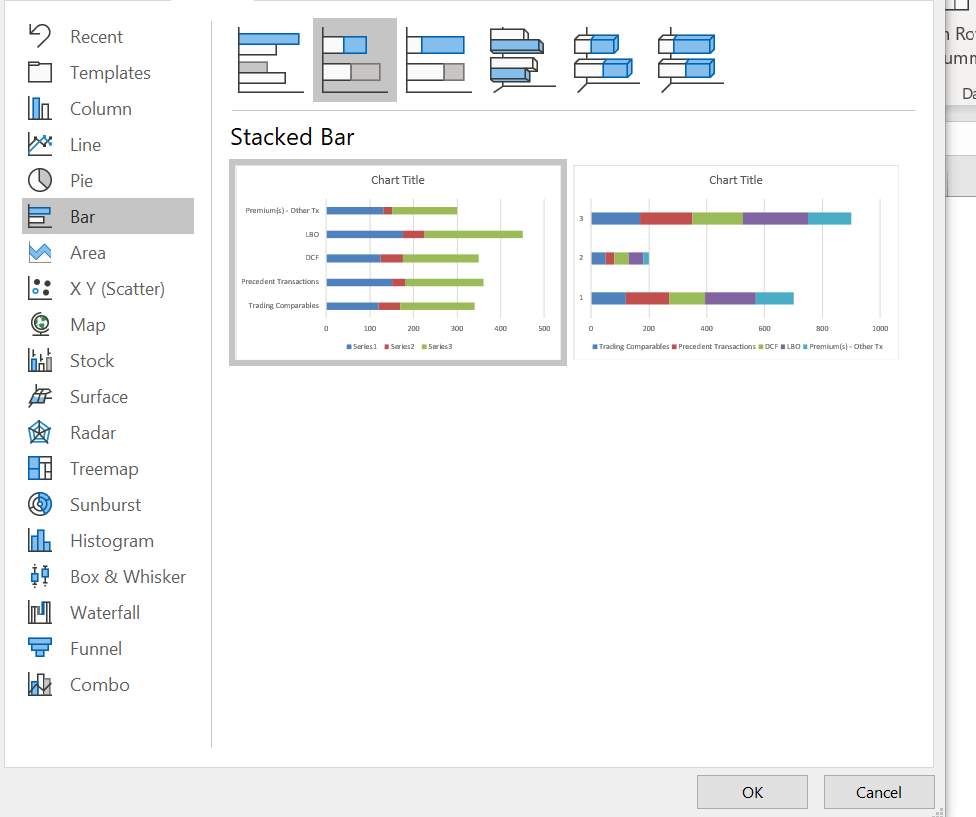 Recent
Templates
Column
Line
Pie
Bar
Area
X Y (Scatter)
Map
Stock
Surface
Radar
Treemap
Sunburst
Histogram
Box & Whisker
Waterfall
Funnel
Combo
Stacked Bar
Chart Title
Premium(s) - Other Tx
LBO
DCF
Precedent Transactions
Trading Comparables
0 100 200 300 400 500
Series1 Series2 Series3
Chart Title
3
2
1
0 200 400 600 800 1000
Trading Comparables Precedent Transactions DCF LBO Premium(s) - Other Tx
OK Cancel